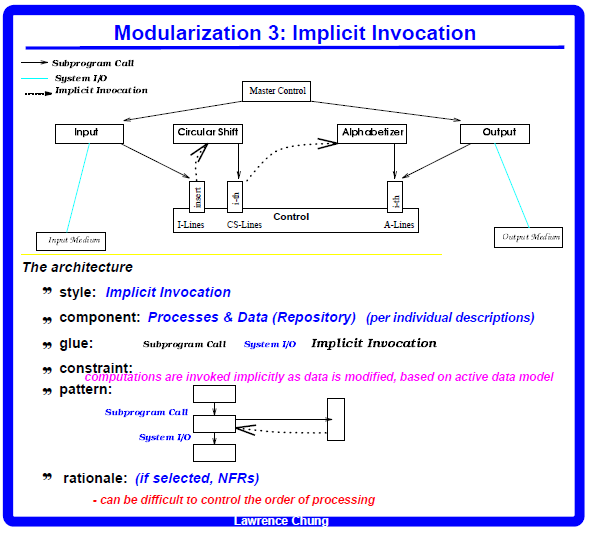 Modularization 3: Implicit Invocation
Subprogram Call
System I/O
Implicit Invocation
Master Control
Input
Circular Shift
Alphabetizer
Output
insert
i-th
i-th
Control
I-Lines
CS-Lines
A-Lines
Input Medium
Output Medium
The architecture
” style: Implicit Invocation
” component: Processes & Data (Repository) (per individual descriptions)
” glue: Subprogram Call System I/O Implicit Invocation
” constraint:
computations are invoked implicitly as data is modified, based on active data model
” pattern:
Subprogram Call
System I/O
” rationale: (if selected, NFRs)
- can be difficult to control the order of processing
Lawrence Chung